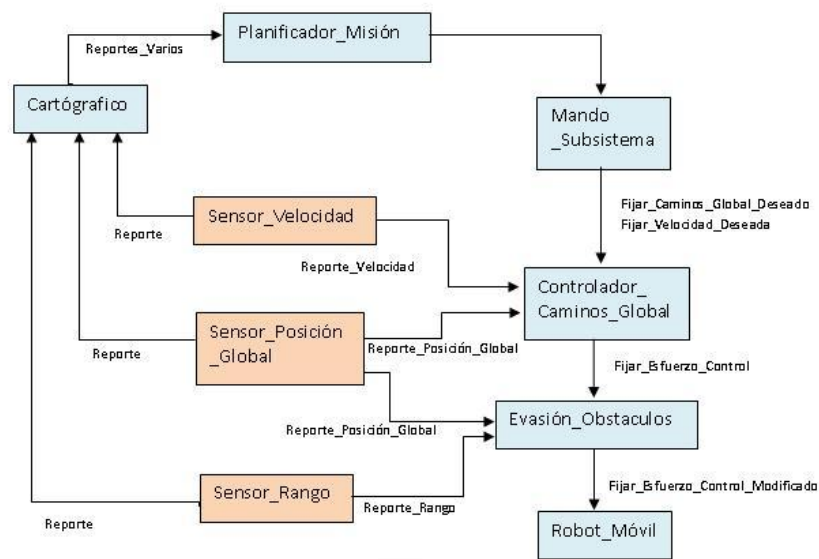 Planificador_Misión
Reportes_Varios
Cartógrafico
Mando
_Subsistema
Fijar_Caminos_Global_Deseado
Fijar_Velocidad_Deseada
Sensor_Velocidad
Reporte
Reporte_Velocidad
Controlador_
Caminos_Global
Sensor_Posición
_Global
Reporte
Reporte_Posición_Global
Fijar_Esfuerzo_Control
Evasión_Obstaculos
Reporte_Posición_Global
Sensor_Rango
Reporte
Reporte_Rango
Fijar_Esfuerzo_Control_Modificado
Robot_Móvil